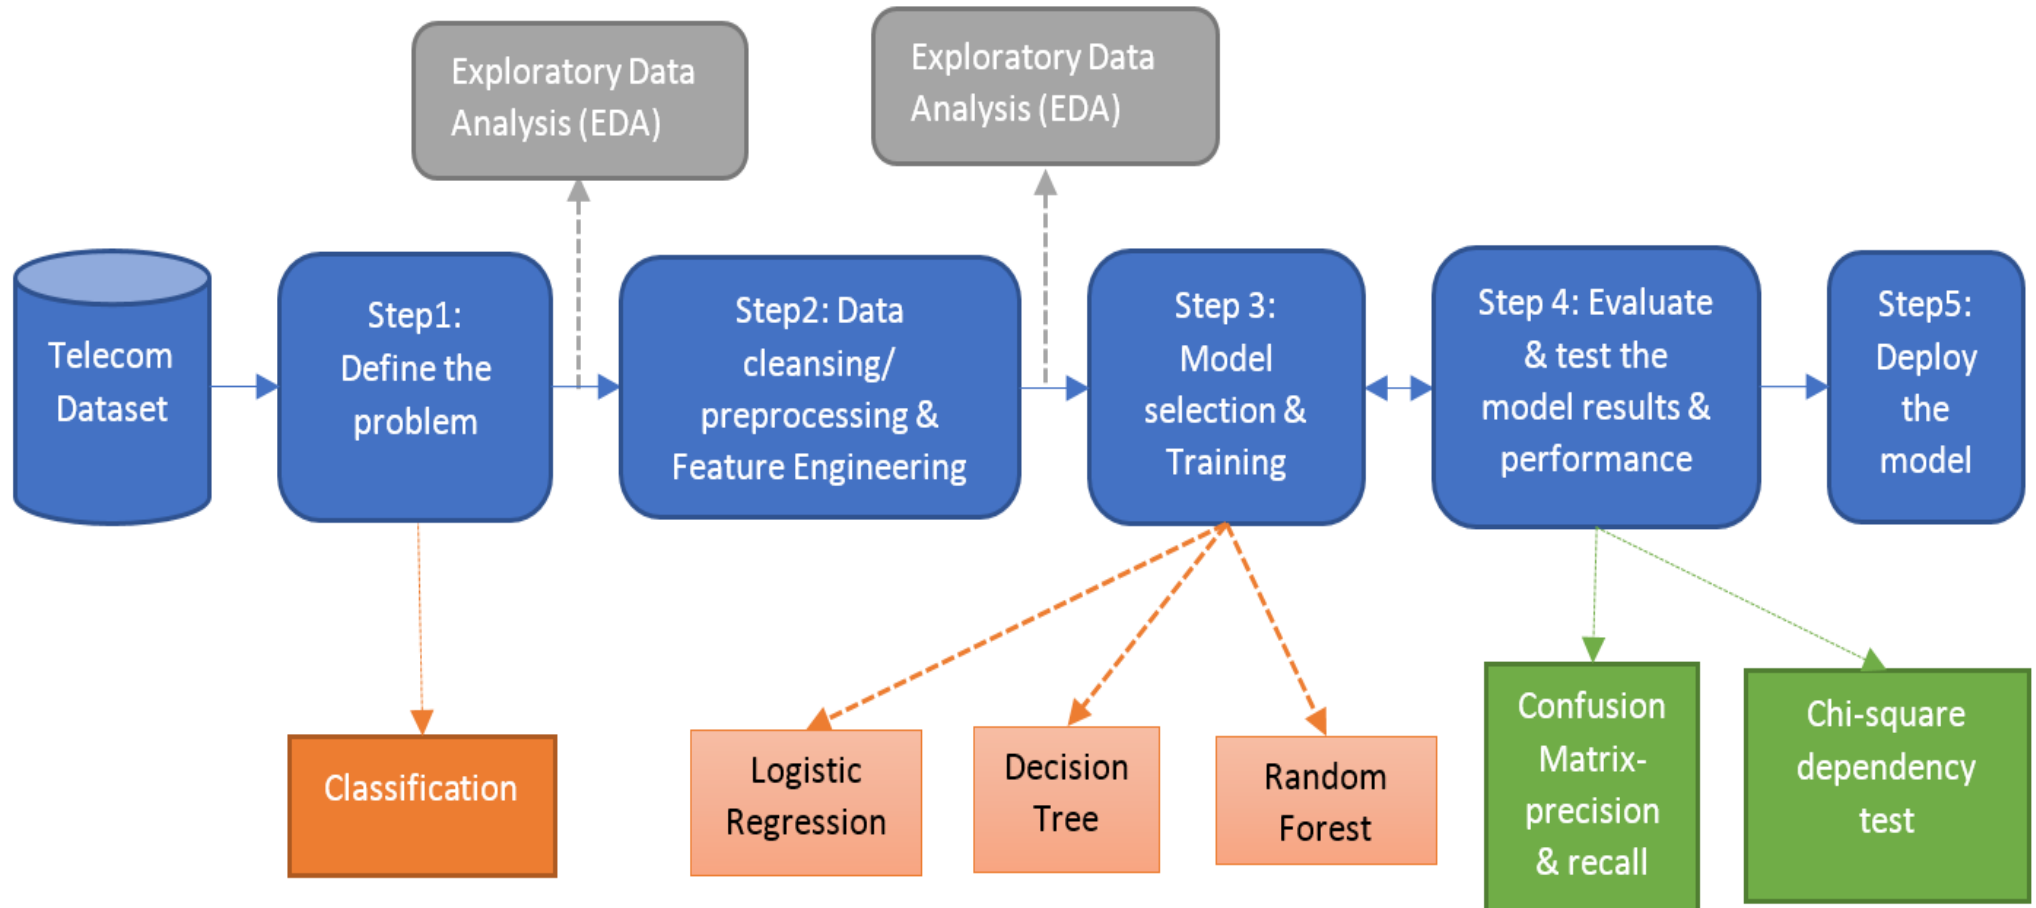 Exploratory Data
Analysis (EDA)
Exploratory Data
Analysis (EDA)
Telecom
Dataset
Step1:
Define the
problem
Step2: Data
cleansing/
preprocessing &
Feature Engineering
Step 3:
Model
selection &
Training
Step 4: Evaluate
& test the
model results &
performance
Step5:
Deploy
the
model
Classification
Logistic
Regression
Decision
Tree
Random
Forest
Confusion
Matrix-
precision
& recall
Chi-square
dependency
test